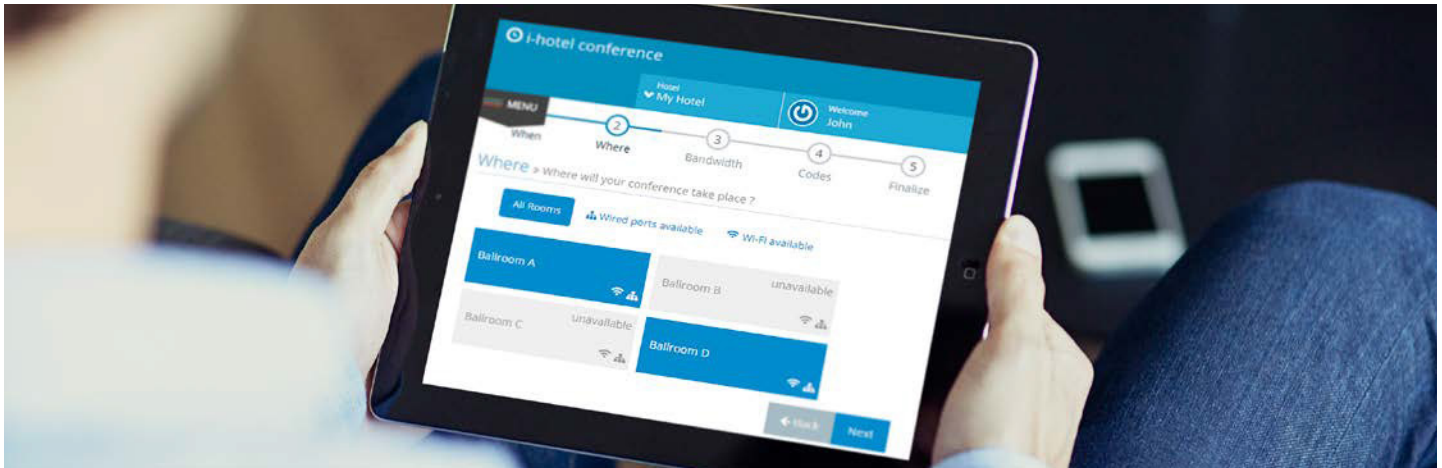 i-hotel conference
Hotel
My Hotel
Welcome
John
MENU
2
3
4
5
When
Where
Bandwidth
Codes
Finalize
Where » Where will your conference take place ?
All Rooms
Wired ports available
Wi-Fi available
Ballroom A
Ballroom B
unavailable
Ballroom C
unavailable
Ballroom D
Back
Next